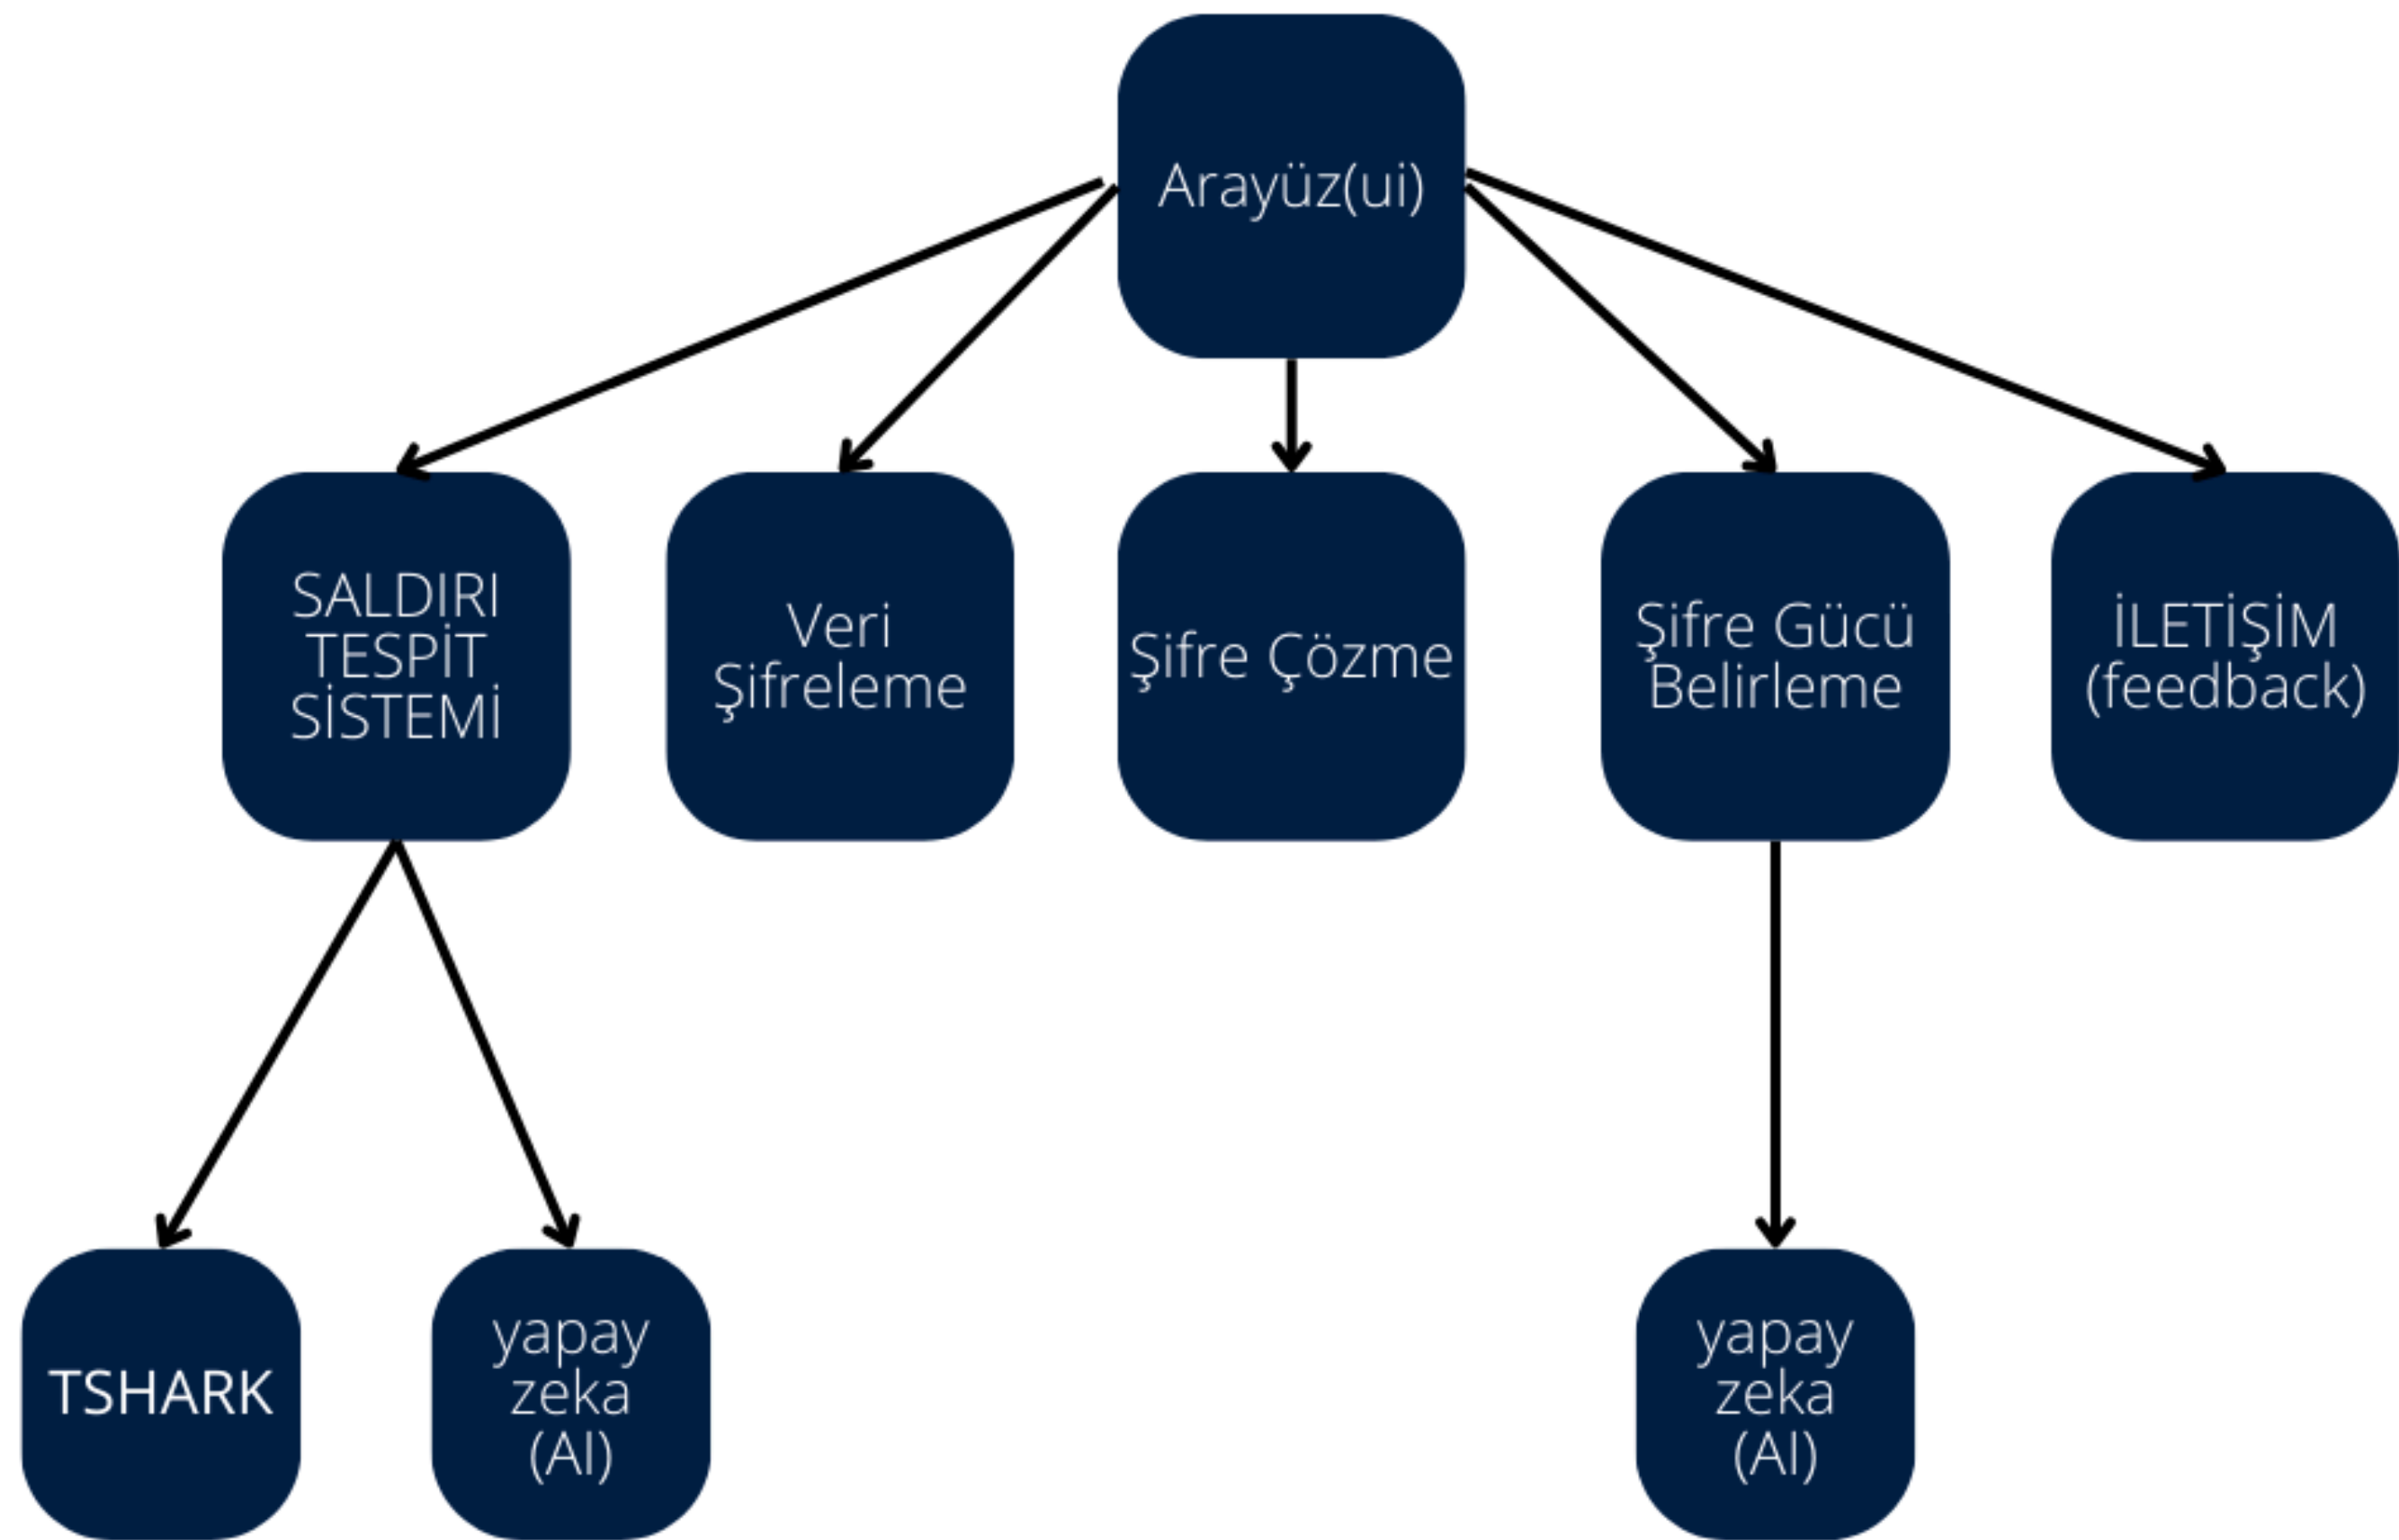 Arayüz(ui)
SALDIRI
TESPİT
SİSTEMİ
Veri
Şifreleme
Şifre Çözme
Şifre Gücü
Belirleme
İLETİŞİM
(feedback)
TSHARK
yapay
zeka
(AI)
yapay
zeka
(AI)